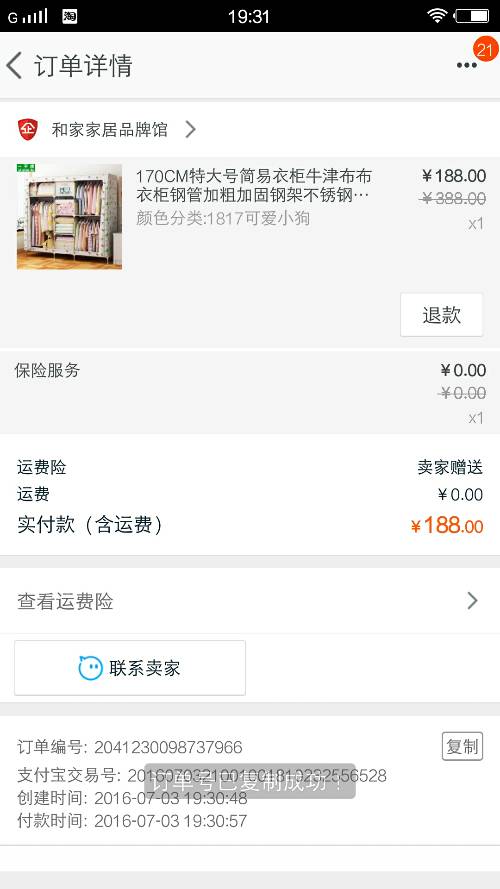 G
淘
19:31
订单详情
21
企
和家家居品牌馆
170CM特大号简易衣柜牛津布布
衣柜钢管加粗加固钢架不锈钢…
颜色分类:1817可爱小狗
￥188.00
￥388.00
x1
退款
保险服务
￥0.00
￥0.00
x1
运费险 卖家赠送
运费 ￥0.00
实付款（含运费） ￥188.00
查看运费险
联系卖家
订单编号: 2041230098737966
复制
支付宝交易号:
订单号已复制成功！
创建时间: 2016-07-03 19:30:48
付款时间: 2016-07-03 19:30:57